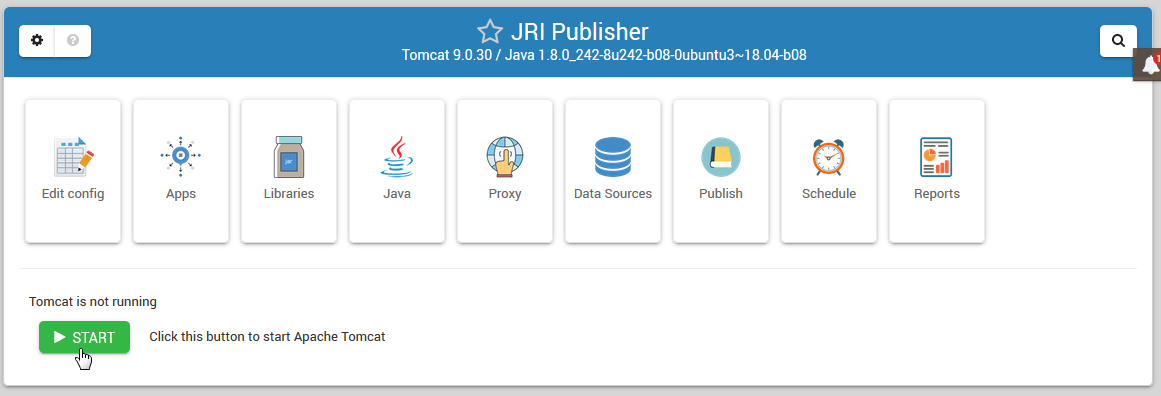 JRI Publisher
Tomcat 9.0.30 / Java 1.8.0_242-8u242-b08-0ubuntu3~18.04-b08
1
Edit config
Apps
jar
Libraries
Java
Proxy
Data Sources
Publish
Schedule
Reports
Tomcat is not running
START
Click this button to start Apache Tomcat